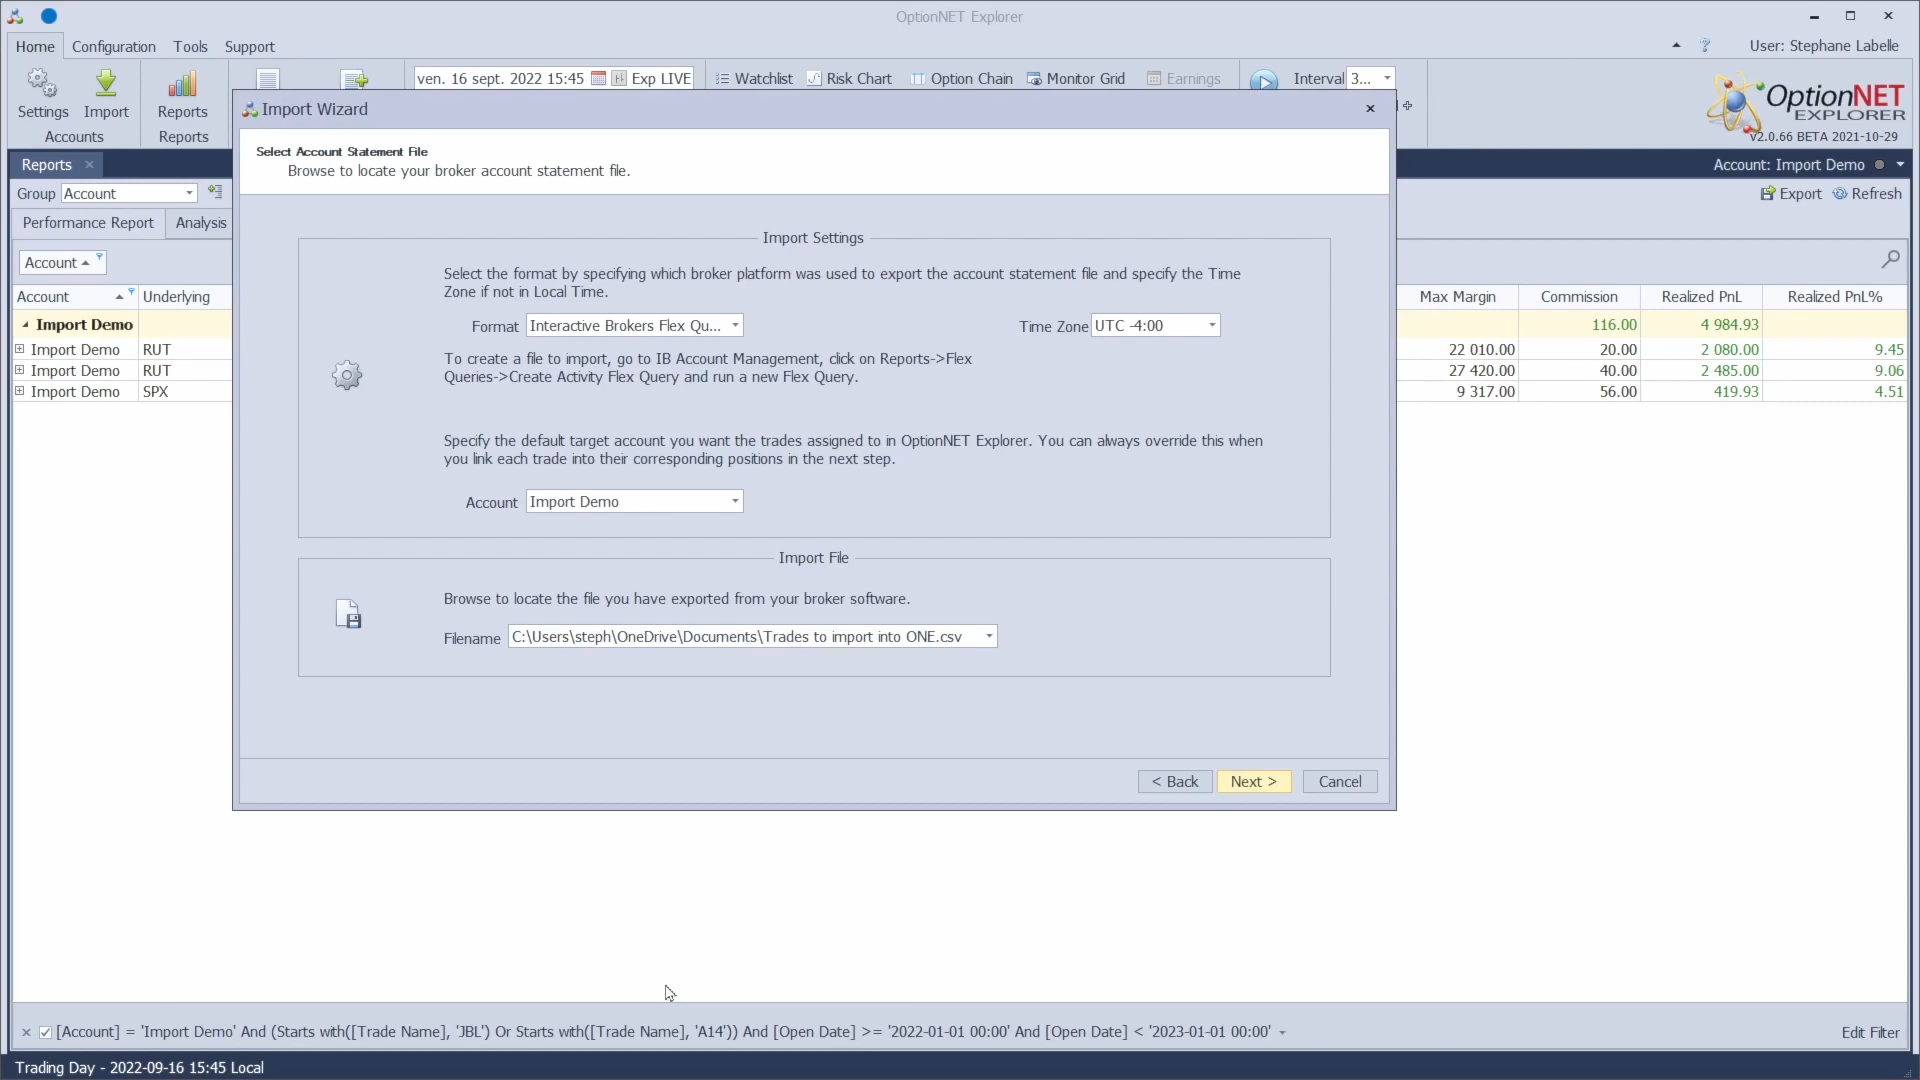 OptionNET Explorer
Home Configuration Tools Support
User: Stephane Labelle
ven. 16 sept. 2022 15:45 Exp LIVE Watchlist Risk Chart Option Chain Monitor Grid Earnings Interval 3...
Settings Import Reports
Accounts Reports
OptionNET
EXPLORER
v2.0.66 BETA 2021-10-29
Import Wizard
Select Account Statement File
Browse to locate your broker account statement file.
Reports
Account: Import Demo
Group Account
Export Refresh
Performance Report Analysis
Account
Account Underlying Max Margin Commission Realized PnL Realized PnL%
Import Demo 116.00 4 984.93
Import Demo RUT 22 010.00 20.00 2 080.00 9.45
Import Demo RUT 27 420.00 40.00 2 485.00 9.06
Import Demo SPX 9 317.00 56.00 419.93 4.51
Import Settings
Select the format by specifying which broker platform was used to export the account statement file and specify the Time
Zone if not in Local Time.
Format Interactive Brokers Flex Qu... Time Zone UTC -4:00
To create a file to import, go to IB Account Management, click on Reports->Flex
Queries->Create Activity Flex Query and run a new Flex Query.
Specify the default target account you want the trades assigned to in OptionNET Explorer. You can always override this when
you link each trade into their corresponding positions in the next step.
Account Import Demo
Import File
Browse to locate the file you have exported from your broker software.
Filename C:\Users\steph\OneDrive\Documents\Trades to import into ONE.csv
< Back Next > Cancel
[Account] = 'Import Demo' And (Starts with([Trade Name], 'JBL') Or Starts with([Trade Name], 'A14')) And [Open Date] >= '2022-01-01 00:00' And [Open Date] < '2023-01-01 00:00'
Edit Filter
Trading Day - 2022-09-16 15:45 Local